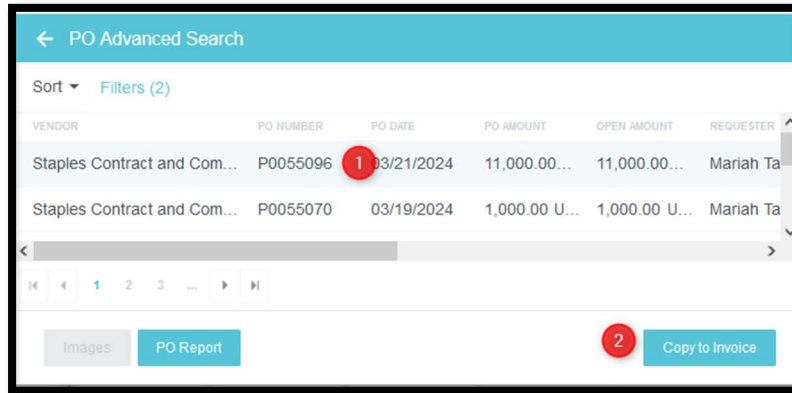 ← PO Advanced Search
Sort Filters (2)
VENDOR PO NUMBER PO DATE PO AMOUNT OPEN AMOUNT REQUESTER
Staples Contract and Com... P0055096 1 03/21/2024 11,000.00... 11,000.00... Mariah Ta
Staples Contract and Com... P0055070 03/19/2024 1,000.00 U... 1,000.00 U... Mariah Ta
1 2 3 ...
Images PO Report 2 Copy to Invoice